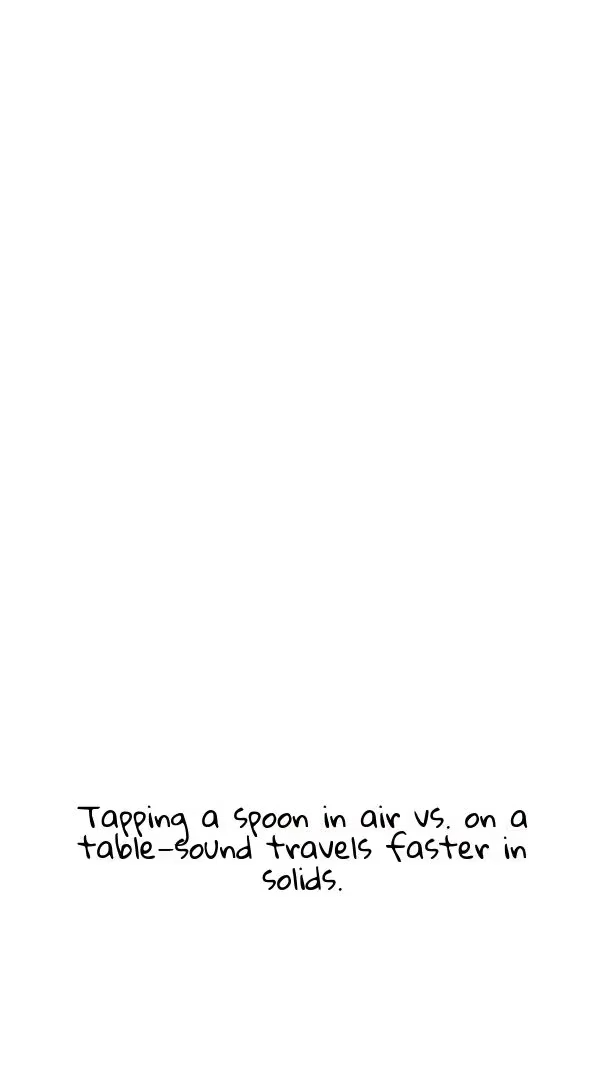 Tapping a spoon in air vs. on a
table-sound travels faster in
solids.